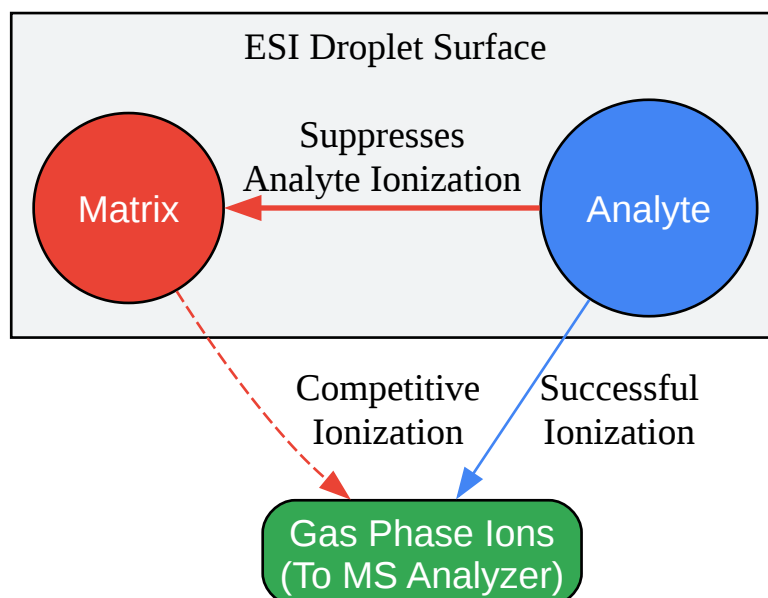 ESI Droplet Surface
Suppresses
Analyte Ionization
Matrix
Analyte
Competitive
Ionization
Successful
Ionization
Gas Phase Ions
(To MS Analyzer)